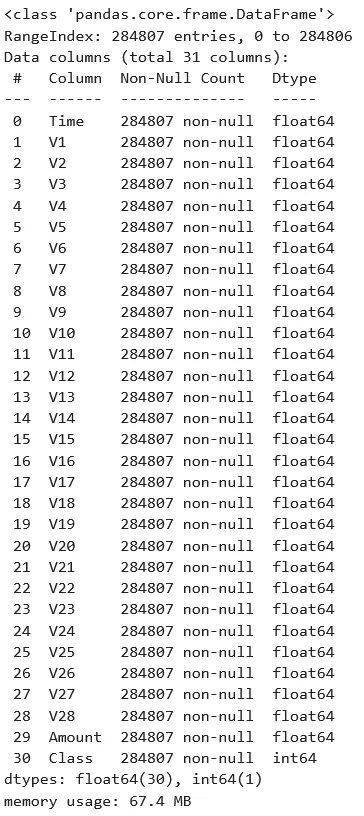 <class 'pandas.core.frame.DataFrame'>
RangeIndex: 284807 entries, 0 to 284806
Data columns (total 31 columns):
 #   Column  Non-Null Count   Dtype
---  ------  --------------   -----
 0   Time    284807 non-null  float64
 1   V1      284807 non-null  float64
 2   V2      284807 non-null  float64
 3   V3      284807 non-null  float64
 4   V4      284807 non-null  float64
 5   V5      284807 non-null  float64
 6   V6      284807 non-null  float64
 7   V7      284807 non-null  float64
 8   V8      284807 non-null  float64
 9   V9      284807 non-null  float64
 10  V10     284807 non-null  float64
 11  V11     284807 non-null  float64
 12  V12     284807 non-null  float64
 13  V13     284807 non-null  float64
 14  V14     284807 non-null  float64
 15  V15     284807 non-null  float64
 16  V16     284807 non-null  float64
 17  V17     284807 non-null  float64
 18  V18     284807 non-null  float64
 19  V19     284807 non-null  float64
 20  V20     284807 non-null  float64
 21  V21     284807 non-null  float64
 22  V22     284807 non-null  float64
 23  V23     284807 non-null  float64
 24  V24     284807 non-null  float64
 25  V25     284807 non-null  float64
 26  V26     284807 non-null  float64
 27  V27     284807 non-null  float64
 28  V28     284807 non-null  float64
 29  Amount  284807 non-null  float64
 30  Class   284807 non-null  int64
dtypes: float64(30), int64(1)
memory usage: 67.4 MB